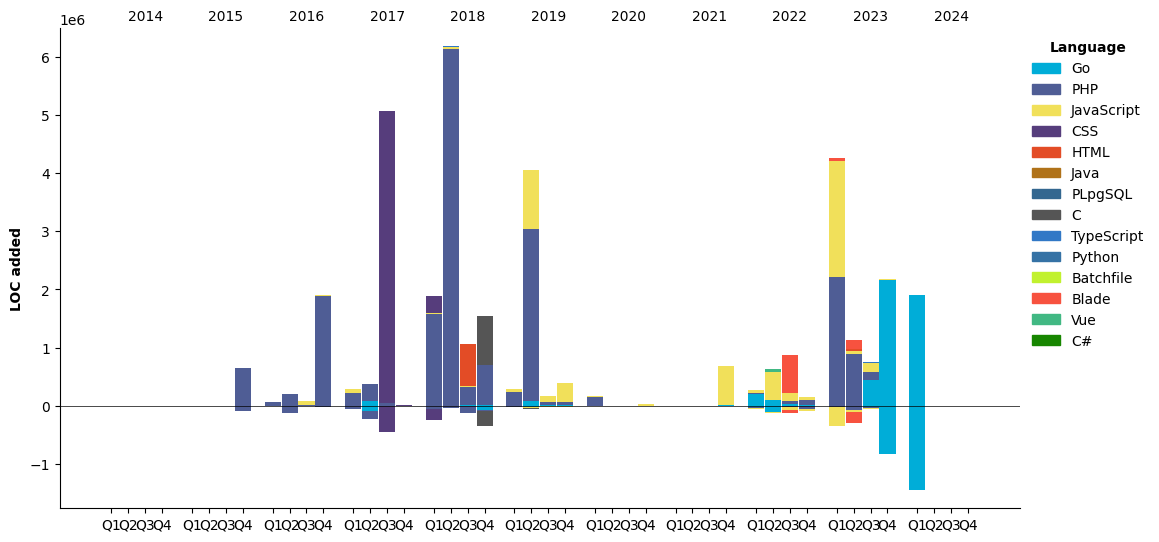 2014 2015 2016 2017 2018 2019 2020 2021 2022 2023 2024
1e6
Language
Go
PHP
JavaScript
CSS
HTML
Java
PLpgSQL
C
TypeScript
Python
Batchfile
Blade
Vue
C#
6
5
4
3
2
1
0
−1
LOC added
Q1Q2Q3Q4 Q1Q2Q3Q4 Q1Q2Q3Q4 Q1Q2Q3Q4 Q1Q2Q3Q4 Q1Q2Q3Q4 Q1Q2Q3Q4 Q1Q2Q3Q4 Q1Q2Q3Q4 Q1Q2Q3Q4 Q1Q2Q3Q4